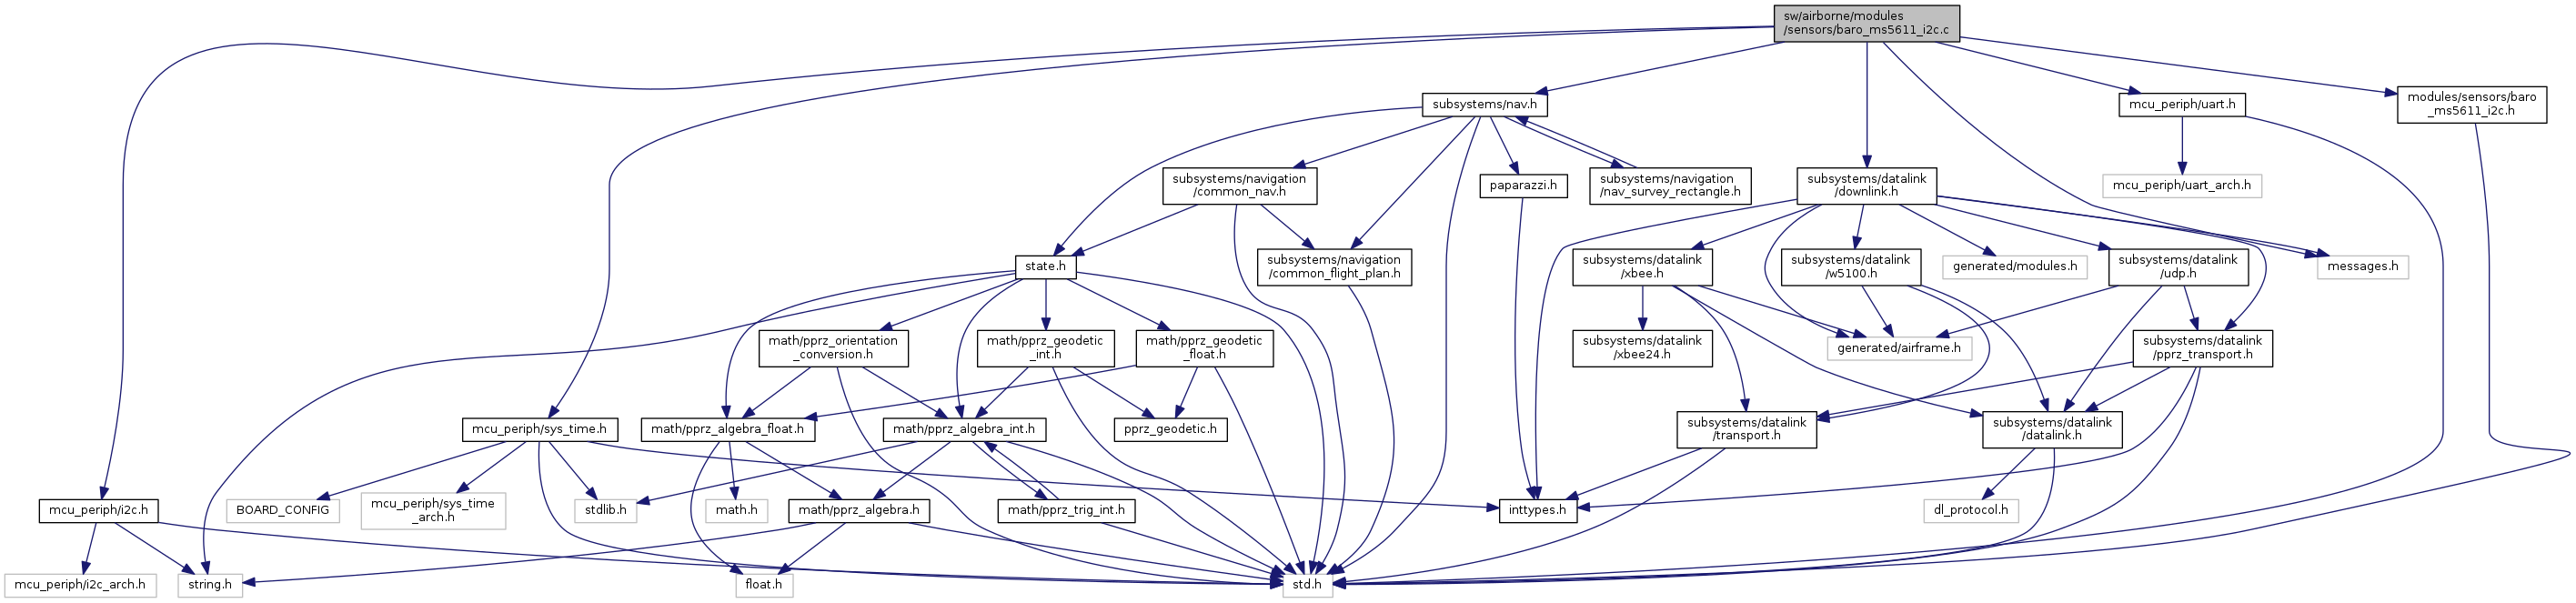 sw/airborne/modules
/sensors/baro_ms5611_i2c.c
modules/sensors/baro
_ms5611_i2c.h
subsystems/nav.h
mcu_periph/uart.h
subsystems/navigation
/common_nav.h
paparazzi.h
subsystems/navigation
/nav_survey_rectangle.h
subsystems/datalink
/downlink.h
mcu_periph/uart_arch.h
state.h
subsystems/navigation
/common_flight_plan.h
subsystems/datalink
/xbee.h
subsystems/datalink
/w5100.h
generated/modules.h
subsystems/datalink
/udp.h
messages.h
math/pprz_orientation
_conversion.h
math/pprz_geodetic
_int.h
math/pprz_geodetic
_float.h
subsystems/datalink
/xbee24.h
generated/airframe.h
subsystems/datalink
/pprz_transport.h
mcu_periph/sys_time.h
math/pprz_algebra_float.h
math/pprz_algebra_int.h
pprz_geodetic.h
subsystems/datalink
/transport.h
subsystems/datalink
/datalink.h
mcu_periph/i2c.h
BOARD_CONFIG
mcu_periph/sys_time
_arch.h
stdlib.h
math.h
math/pprz_algebra.h
math/pprz_trig_int.h
inttypes.h
dl_protocol.h
mcu_periph/i2c_arch.h
string.h
float.h
std.h